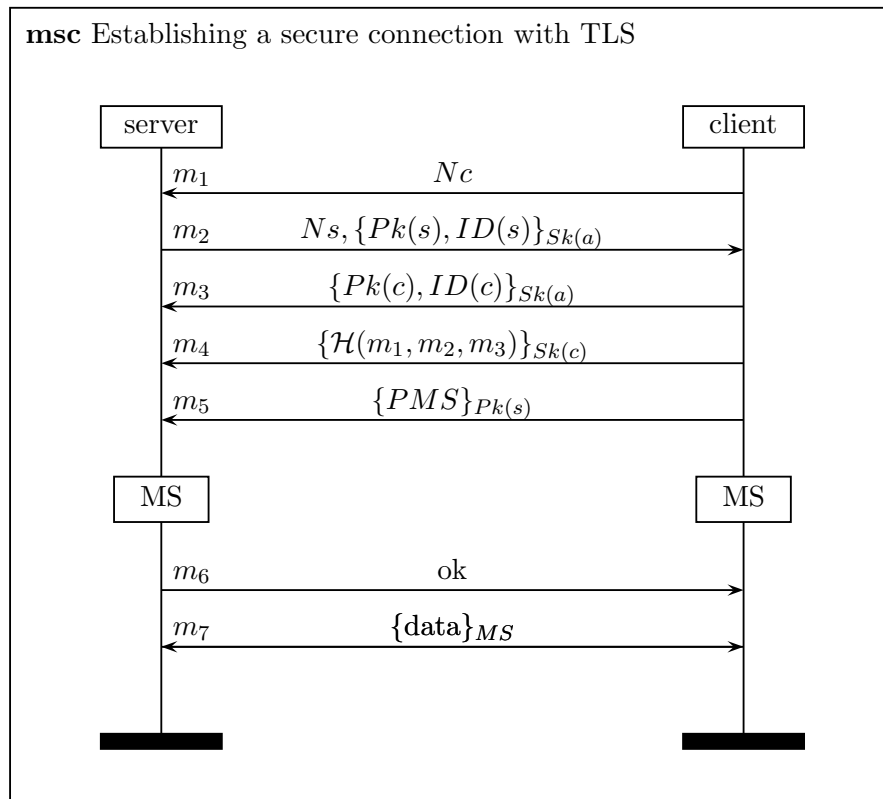 msc Establishing a secure connection with TLS
server client
m₁ Nc
m₂ Ns, {Pk(s), ID(s)}Sk(a)
m₃ {Pk(c), ID(c)}Sk(a)
m₄ {ℋ(m₁, m₂, m₃)}Sk(c)
m₅ {PMS}Pk(s)
MS MS
m₆ ok
m₇ {data}MS